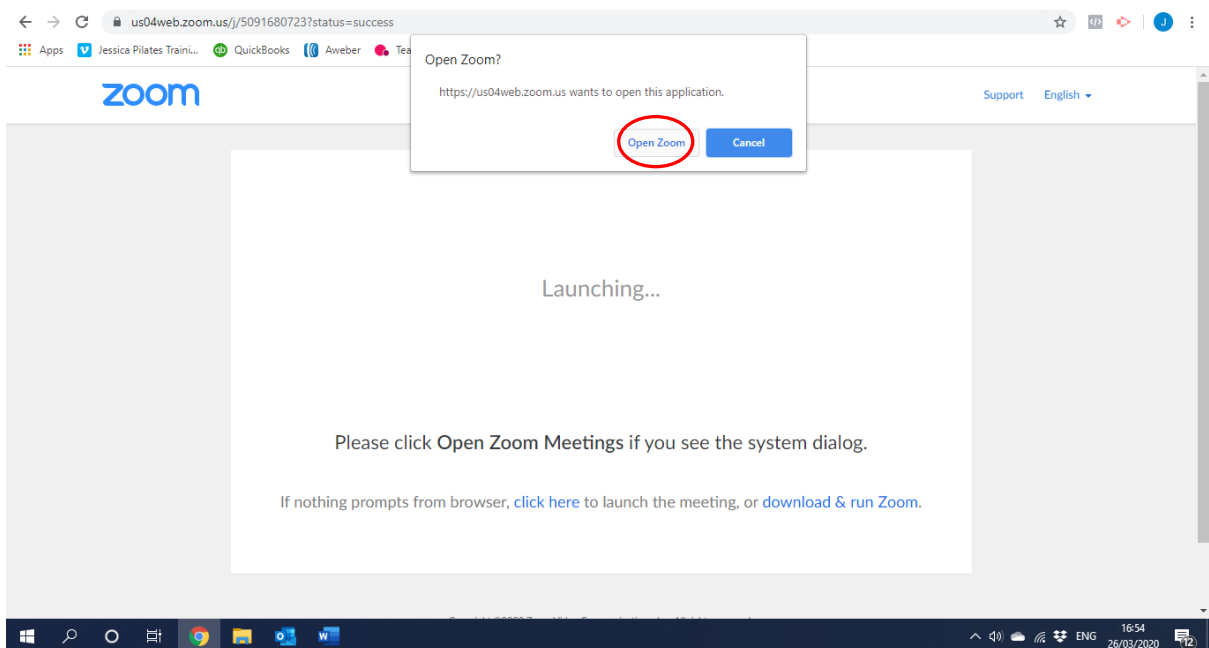 us04web.zoom.us/j/5091680723?status=success
J
Apps
Jessica Pilates Traini...
QuickBooks
Aweber
Tea
Open Zoom?
https://us04web.zoom.us wants to open this application.
Open Zoom
Cancel
zoom
Support
English
Launching...
Please click Open Zoom Meetings if you see the system dialog.
If nothing prompts from browser, click here to launch the meeting, or download & run Zoom.
ENG
16:54
26/03/2020
12